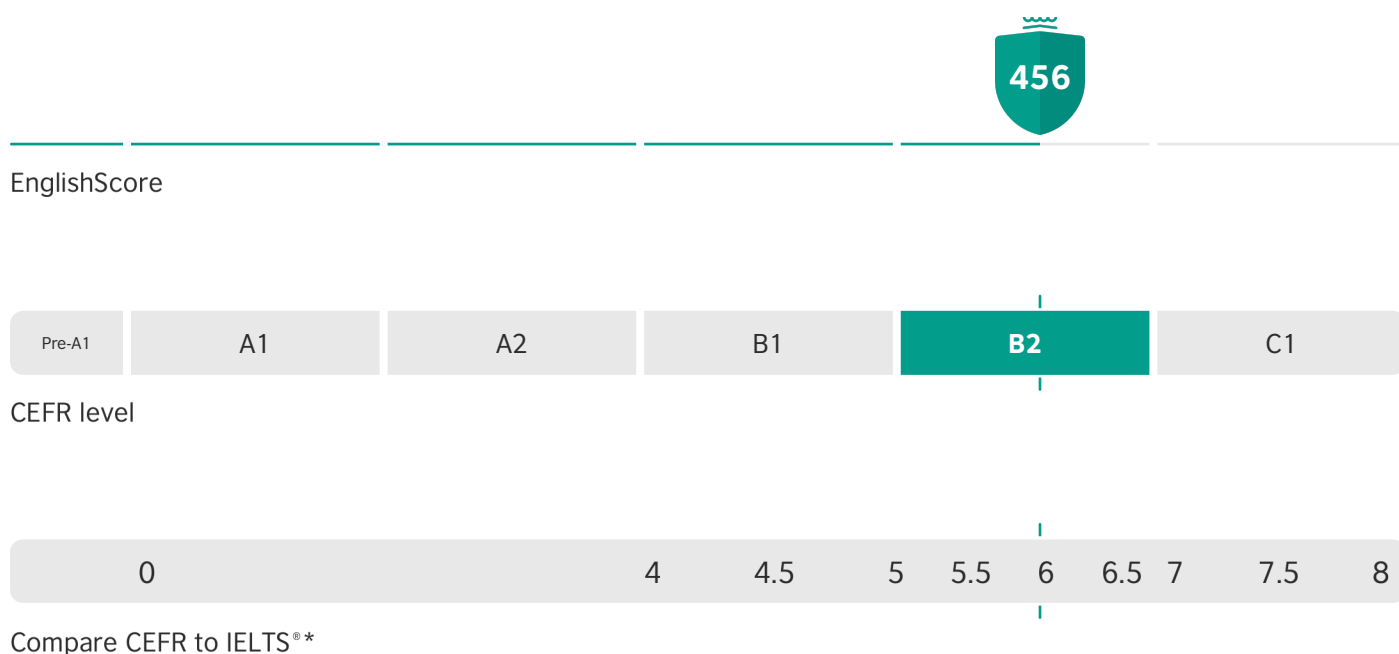 456
EnglishScore
Pre-A1 A1 A2 B1 B2 C1
CEFR level
0 4 4.5 5 5.5 6 6.5 7 7.5 8
Compare CEFR to IELTS®*